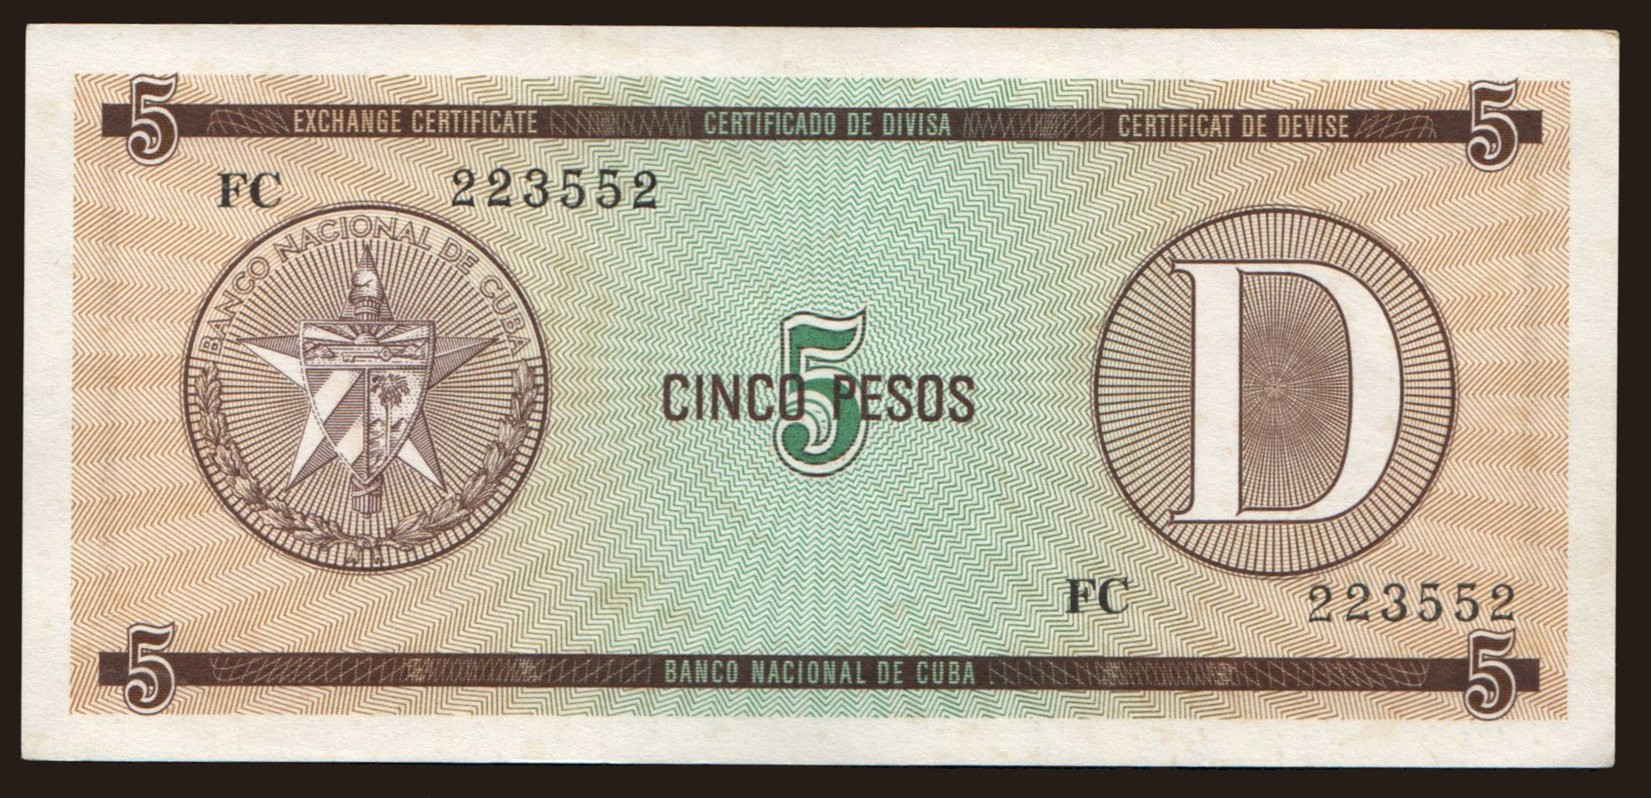 5 EXCHANGE CERTIFICATE CERTIFICADO DE DIVISA CERTIFICAT DE DEVISE 5
FC 223552
BANCO NACIONAL DE CUBA
5
CINCO PESOS
D
FC 223552
5 BANCO NACIONAL DE CUBA 5